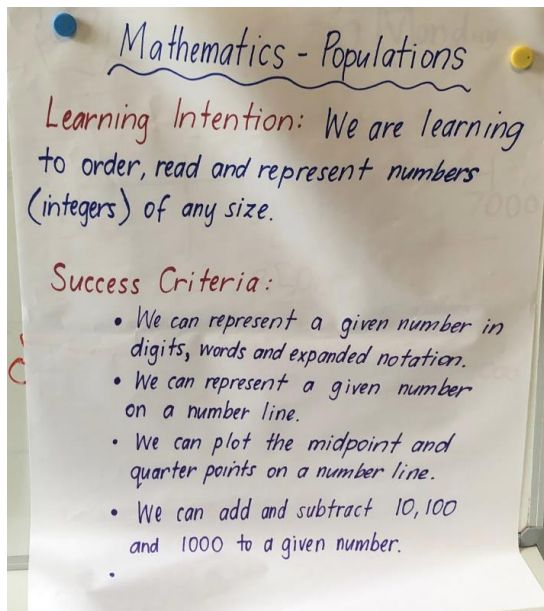 Mathematics - Populations
Learning Intention: We are learning
to order, read and represent numbers
(integers) of any size.
Success Criteria:
• We can represent a given number in
digits, words and expanded notation.
• We can represent a given number
on a number line.
• We can plot the midpoint and
quarter points on a number line.
• We can add and subtract 10, 100
and 1000 to a given number.
•